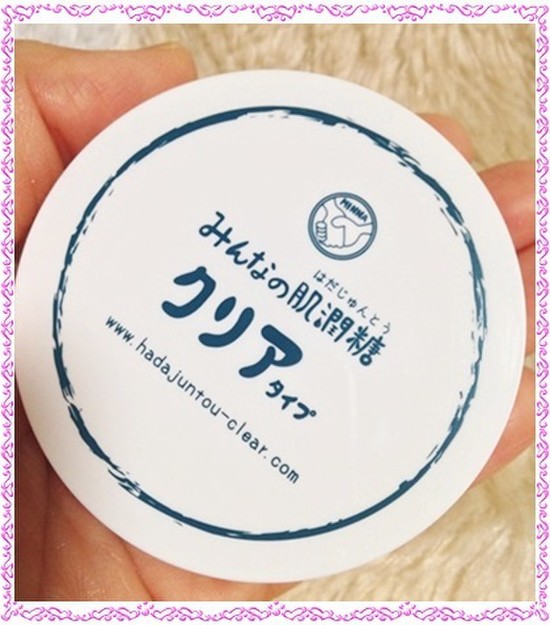 MINNA
はだじゅんとう
みんなの肌潤糖
クリア
タイプ
www.hadajuntou-clear.com